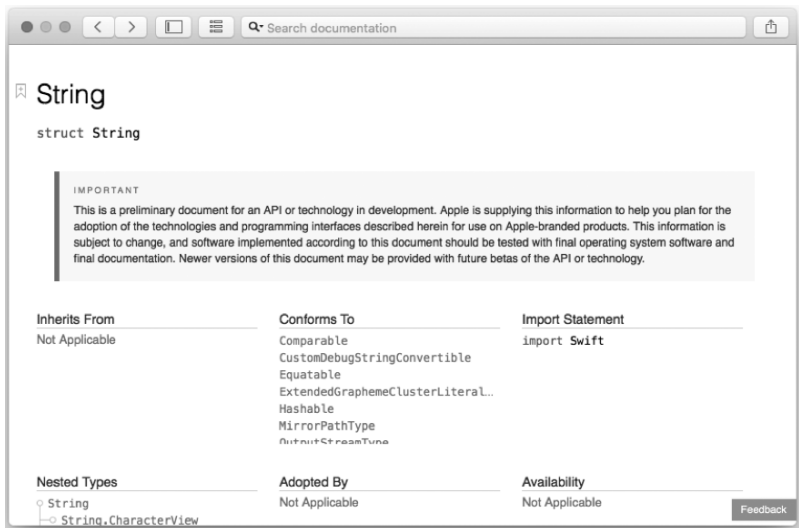 Search documentation
String
struct String
IMPORTANT
This is a preliminary document for an API or technology in development. Apple is supplying this information to help you plan for the
adoption of the technologies and programming interfaces described herein for use on Apple-branded products. This information is
subject to change, and software implemented according to this document should be tested with final operating system software and
final documentation. Newer versions of this document may be provided with future betas of the API or technology.
Inherits From
Not Applicable
Conforms To
Comparable
CustomDebugStringConvertible
Equatable
ExtendedGraphemeClusterLiteral...
Hashable
MirrorPathType
OutputStreamType
Import Statement
import Swift
Nested Types
String
String.CharacterView
Adopted By
Not Applicable
Availability
Not Applicable
Feedback